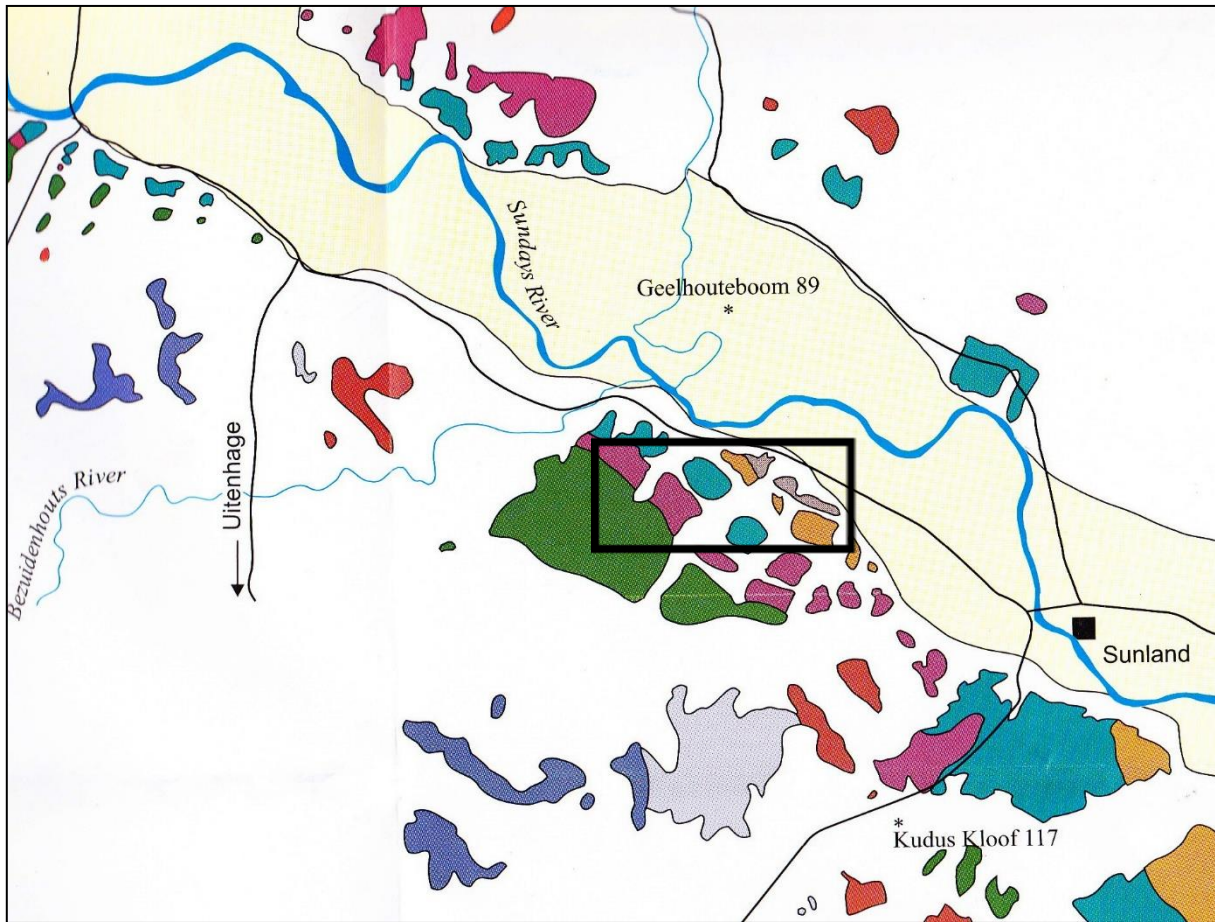 Sundays River
Geelhouteboom 89
*
Bezuidenhouts River
Uitenhage
Sunland
*
Kudus Kloof 117